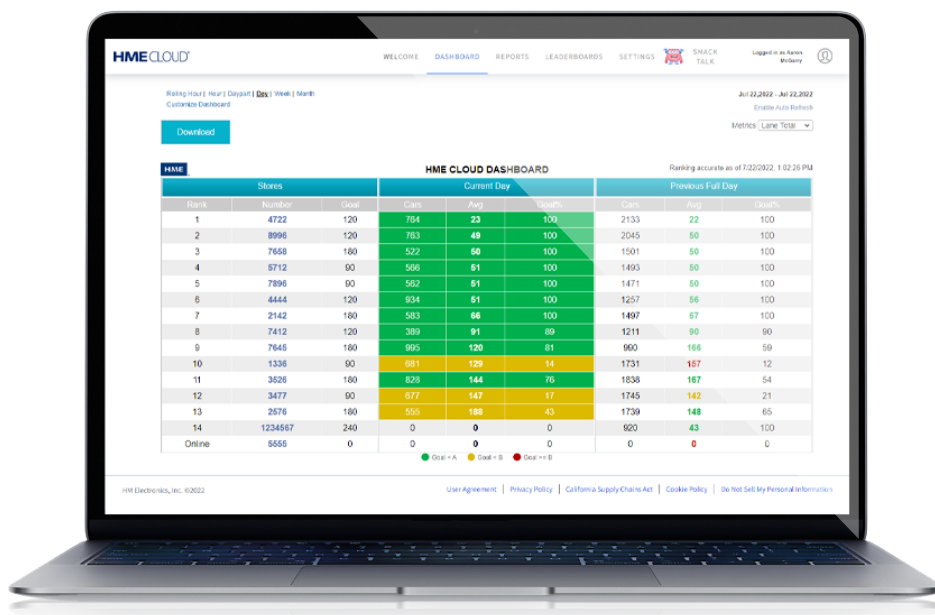 HME CLOUD
WELCOME DASHBOARD REPORTS LEADERBOARDS SETTINGS SMACK TALK Logged in as Aaron
Rolling Hour | Hour | Daypart | Day | Week | Month Jul 22,2022 - Jul 22,2022
Customize Dashboard Enable Auto Refresh
Download Metrics Lane Total
HME HME CLOUD DASHBOARD Ranking accurate as of 7/22/2022, 1:02:26 PM
Stores Current Day Previous Full Day
Rank Number Goal Cars Avg Goal% Cars Avg Goal%
1 4722 120 764 23 100 2133 22 100
2 8996 120 763 49 100 2045 50 100
3 7658 180 522 50 100 1501 50 100
4 5712 90 566 51 100 1493 50 100
5 7896 90 562 51 100 1471 50 100
6 4444 120 934 51 100 1257 56 100
7 2142 180 583 66 100 1497 67 100
8 7412 120 389 91 89 1211 90 90
9 7645 180 995 120 81 990 166 59
10 1336 90 681 129 14 1731 157 12
11 3526 180 828 144 76 1838 167 54
12 3477 90 677 147 17 1745 142 21
13 2576 180 555 188 43 1739 148 65
14 1234567 240 0 0 0 920 43 100
Online 5555 0 0 0 0 0 0 0
Goal < A Goal < B Goal >= B
HM Electronics, Inc. ©2022 User Agreement | Privacy Policy | California Supply Chains Act | Cookie Policy | Do Not Sell My Personal Information